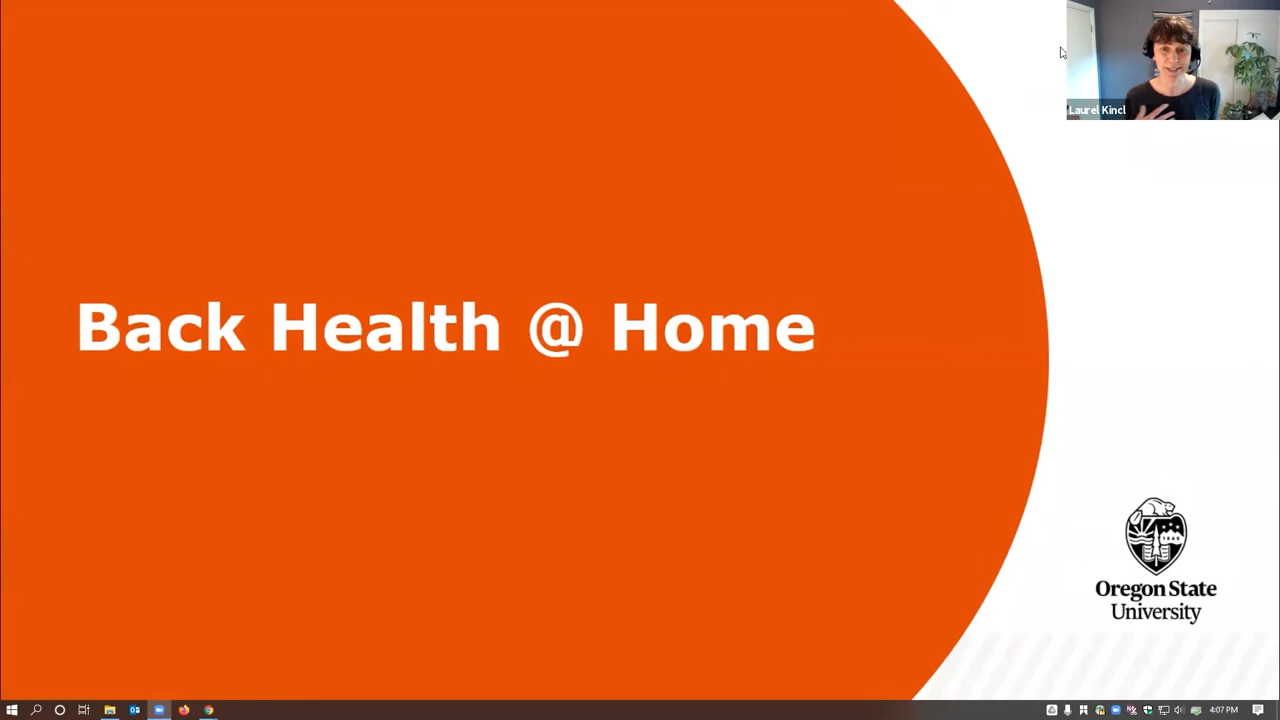 Laurel Kincl
Back Health @ Home
Oregon State
University
4:07 PM